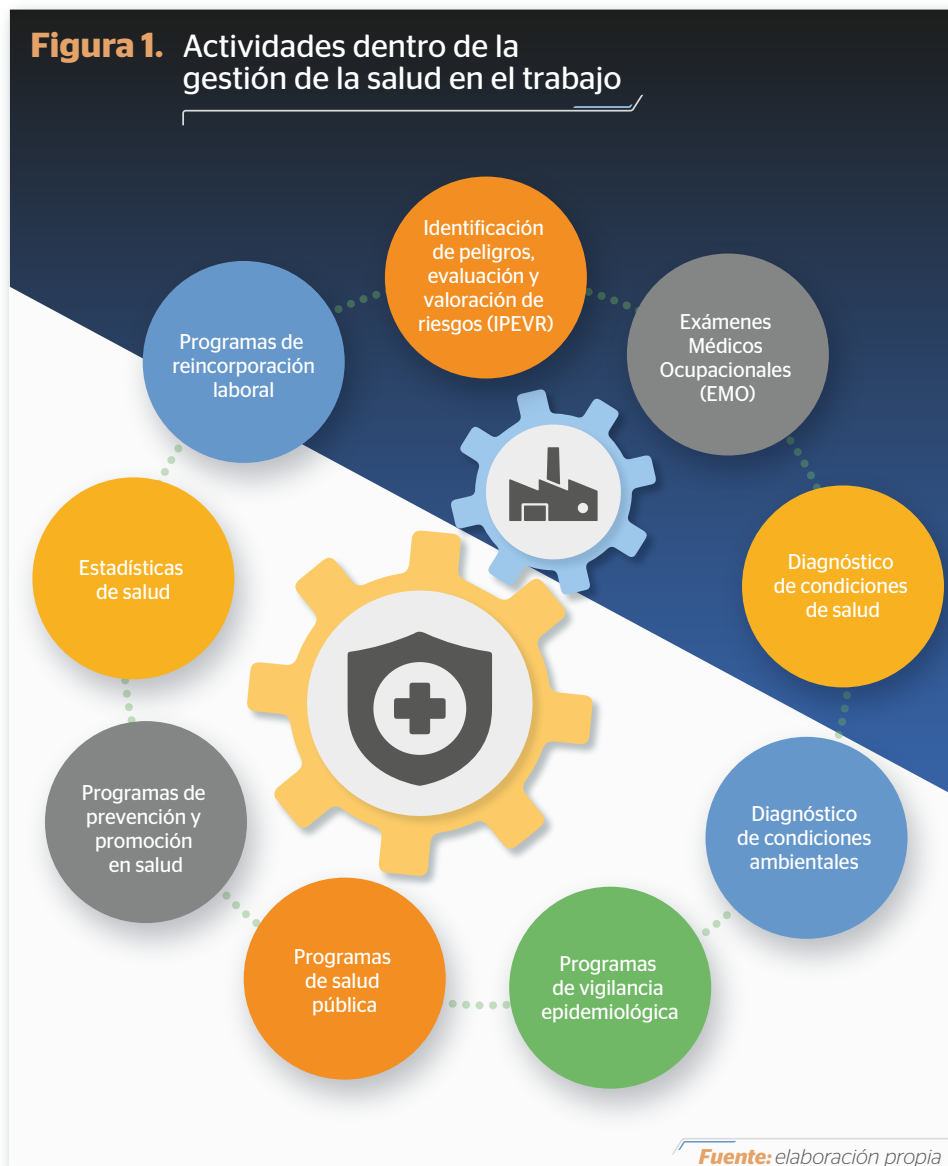 Figura 1. Actividades dentro de la
gestión de la salud en el trabajo
Identificación
de peligros,
evaluación y
valoración de
riesgos (IPEVR)
Exámenes
Médicos
Ocupacionales
(EMO)
Diagnóstico
de condiciones
de salud
Diagnóstico
de condiciones
ambientales
Programas
de vigilancia
epidemiológica
Programas
de salud
pública
Programas de
prevención y
promoción
en salud
Estadísticas
de salud
Programas de
reincorporación
laboral
Fuente: elaboración propia